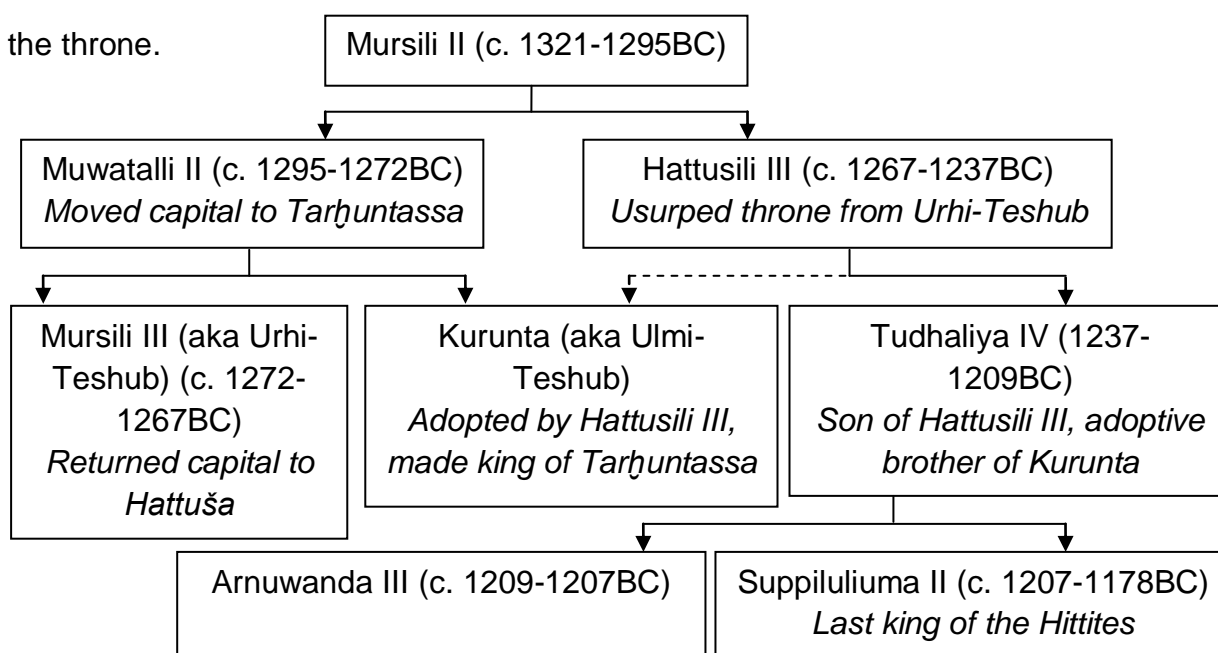 the throne.
Mursili II (c. 1321-1295BC)
Muwatalli II (c. 1295-1272BC)
Moved capital to Tarḫuntassa
Hattusili III (c. 1267-1237BC)
Usurped throne from Urhi-Teshub
Mursili III (aka Urhi-
Teshub) (c. 1272-
1267BC)
Returned capital to
Hattuša
Kurunta (aka Ulmi-
Teshub)
Adopted by Hattusili III,
made king of Tarḫuntassa
Tudhaliya IV (1237-
1209BC)
Son of Hattusili III, adoptive
brother of Kurunta
Arnuwanda III (c. 1209-1207BC)
Suppiluliuma II (c. 1207-1178BC)
Last king of the Hittites